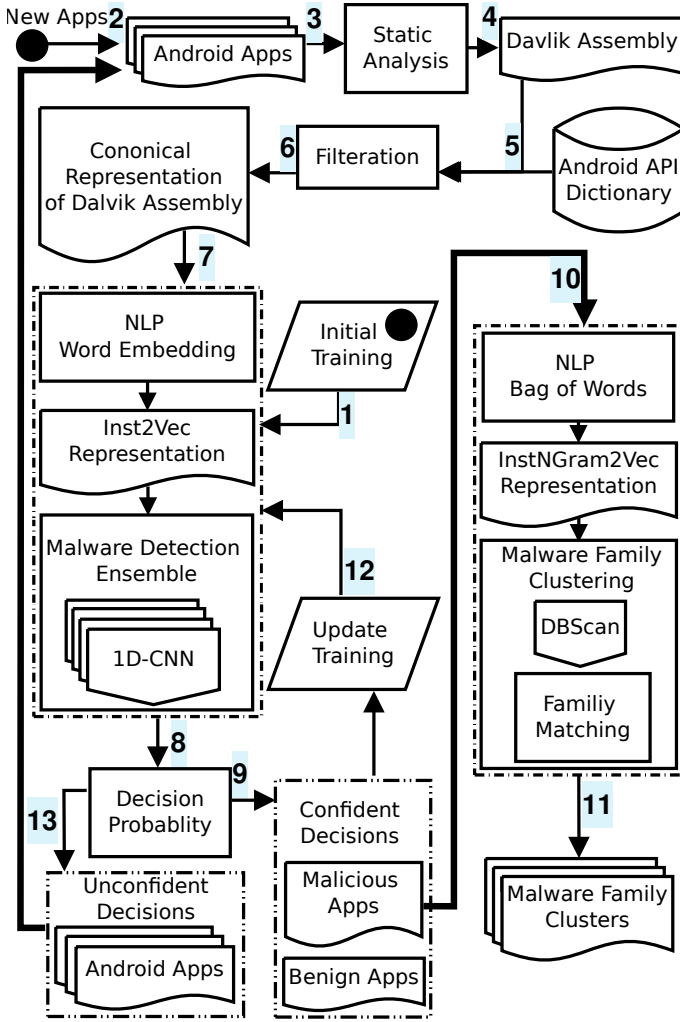 New Apps
2
Android Apps
3
Static
Analysis
4
Davlik Assembly
5
Android API
Dictionary
Filteration
6
Cononical
Representation
of Dalvik Assembly
7
NLP
Word Embedding
Initial
Training
1
Inst2Vec
Representation
Malware Detection
Ensemble
1D-CNN
12
Update
Training
8
Decision
Probablity
9
13
Confident
Decisions
Malicious
Apps
Benign Apps
Unconfident
Decisions
Android Apps
10
NLP
Bag of Words
InstNGram2Vec
Representation
Malware Family
Clustering
DBScan
Familiy
Matching
11
Malware Family
Clusters